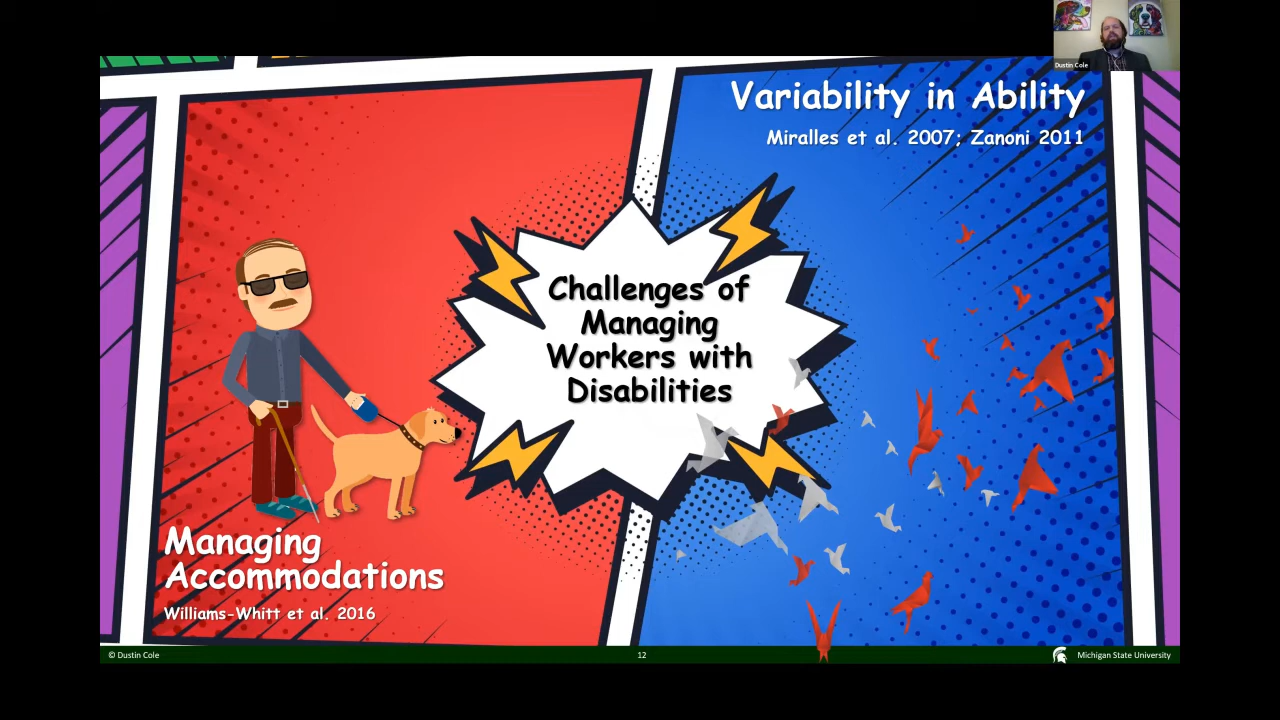 Dustin Cole
Variability in Ability
Miralles et al. 2007; Zanoni 2011
Challenges of
Managing
Workers with
Disabilities
Managing
Accommodations
Williams-Whitt et al. 2016
© Dustin Cole
12
Michigan State University